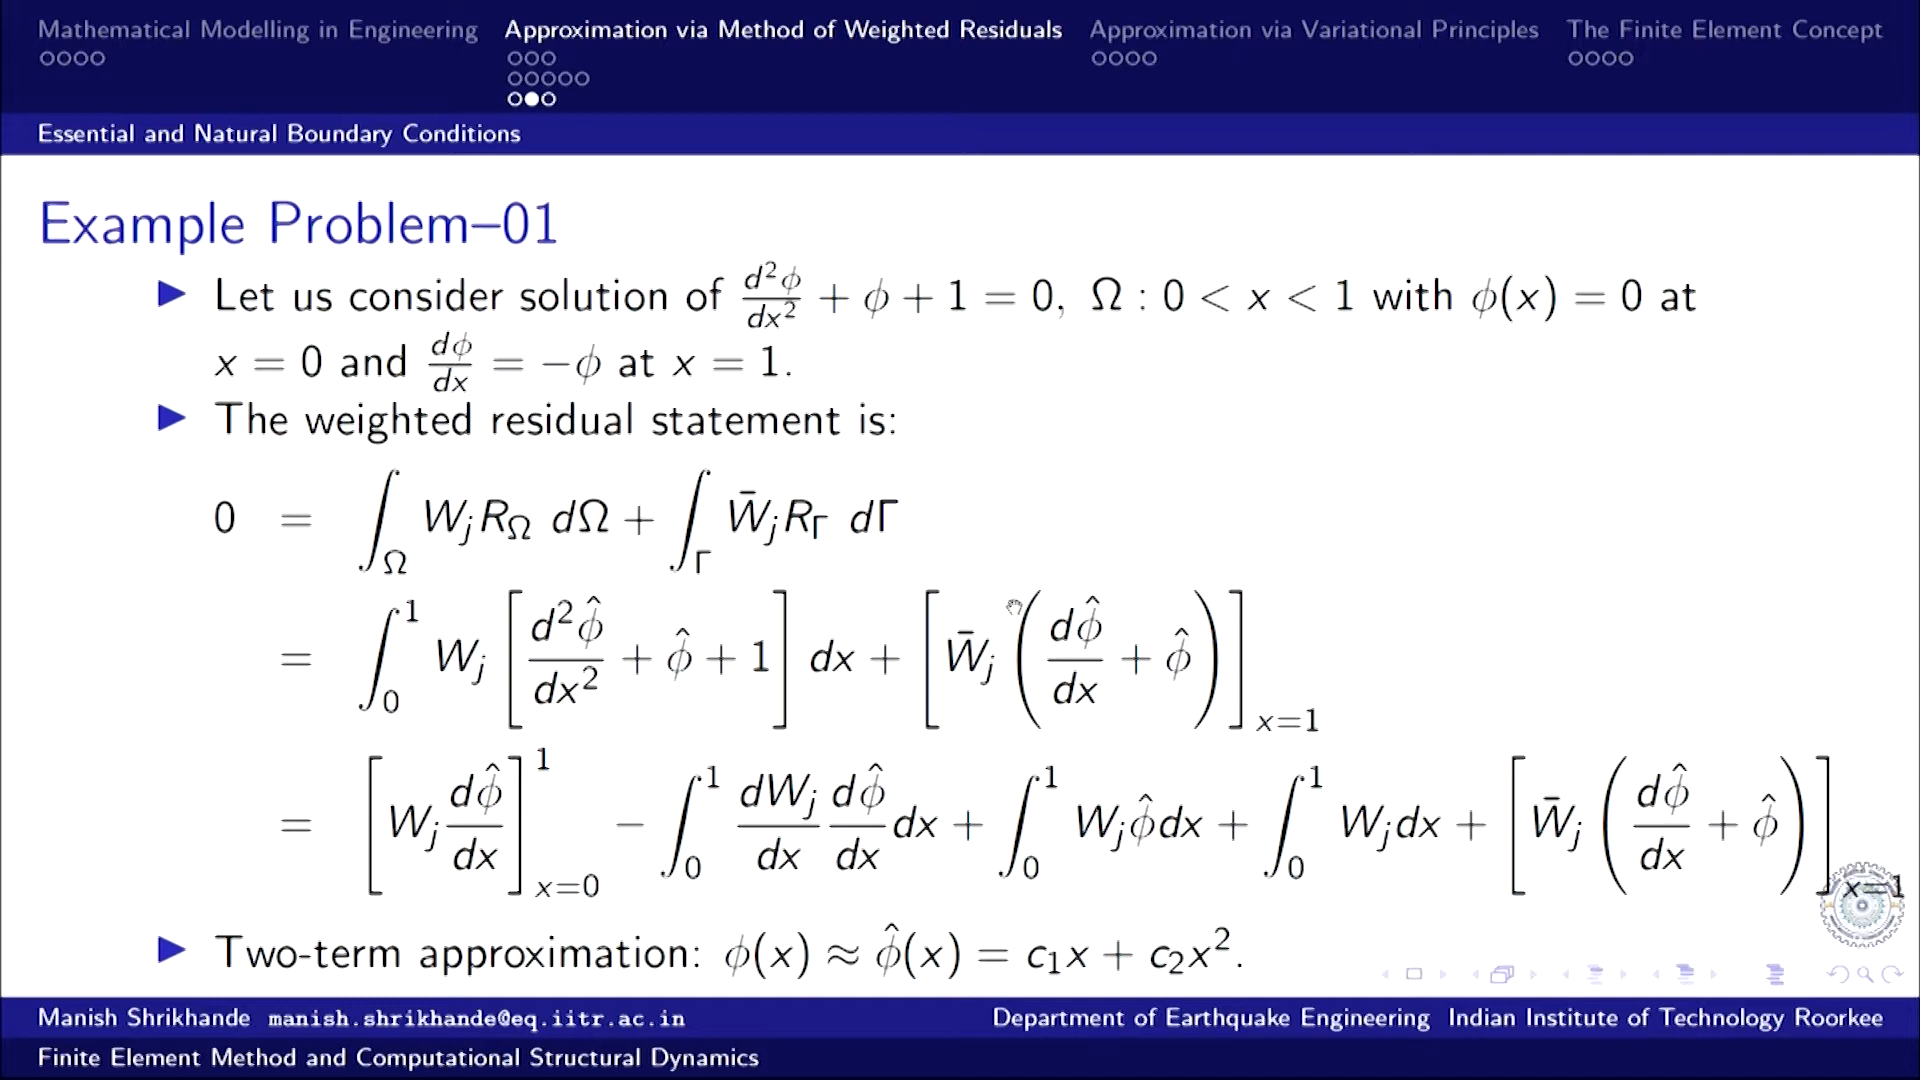 Mathematical Modelling in Engineering Approximation via Method of Weighted Residuals Approximation via Variational Principles The Finite Element Concept
Essential and Natural Boundary Conditions
Example Problem–01
Let us consider solution of d²ϕ/dx² + ϕ + 1 = 0, Ω : 0 < x < 1 with ϕ(x) = 0 at
x = 0 and dϕ/dx = −ϕ at x = 1.
The weighted residual statement is:
0 = ∫_Ω W_j R_Ω dΩ + ∫_Γ W̄_j R_Γ dΓ
= ∫_0^1 W_j [d²ϕ̂/dx² + ϕ̂ + 1] dx + [W̄_j (dϕ̂/dx + ϕ̂)]_{x=1}
= [W_j dϕ̂/dx]_{x=0}^1 − ∫_0^1 dW_j/dx dϕ̂/dx dx + ∫_0^1 W_j ϕ̂ dx + ∫_0^1 W_j dx + [W̄_j (dϕ̂/dx + ϕ̂)]_{x=1}
Two-term approximation: ϕ(x) ≈ ϕ̂(x) = c₁x + c₂x².
Manish Shrikhande manish.shrikhande@eq.iitr.ac.in Department of Earthquake Engineering Indian Institute of Technology Roorkee
Finite Element Method and Computational Structural Dynamics